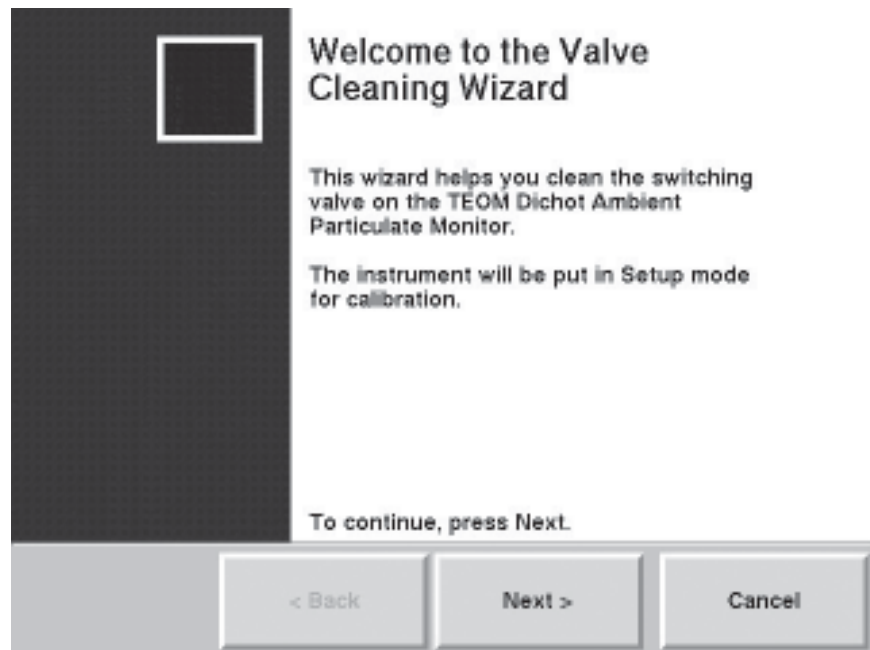 Welcome to the Valve
Cleaning Wizard
This wizard helps you clean the switching
valve on the TEOM Dichot Ambient
Particulate Monitor.
The instrument will be put in Setup mode
for calibration.
To continue, press Next.
< Back
Next >
Cancel